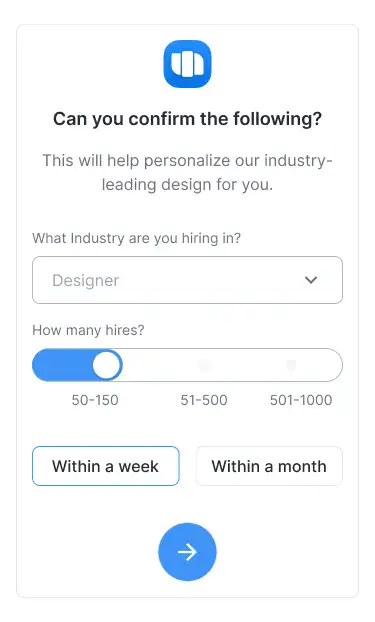 Can you confirm the following?
This will help personalize our industry-
leading design for you.
What Industry are you hiring in?
Designer
How many hires?
50-150 51-500 501-1000
Within a week Within a month